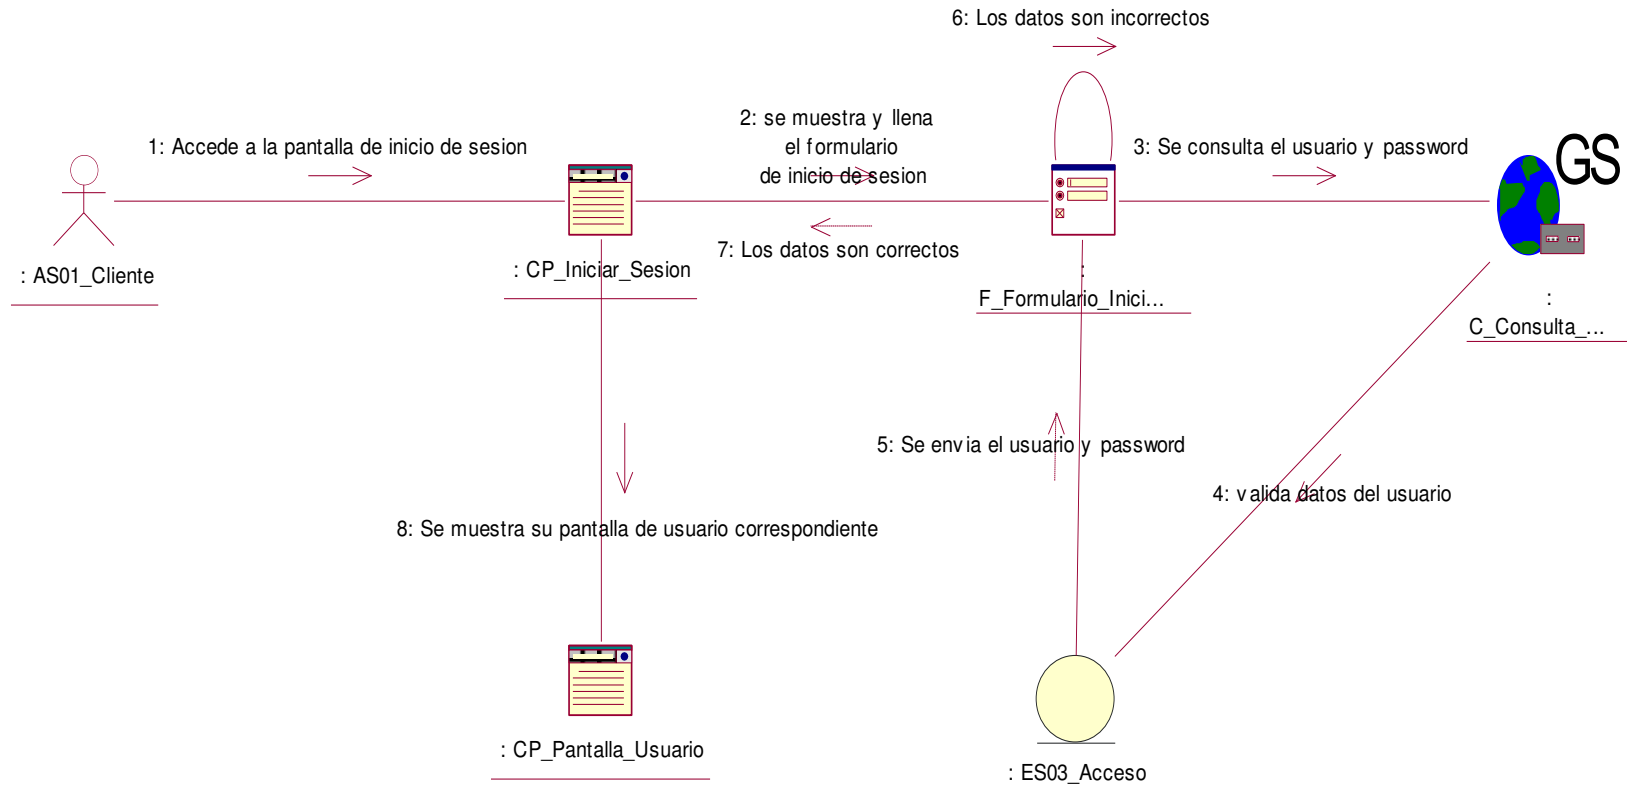 6: Los datos son incorrectos
1: Accede a la pantalla de inicio de sesion
2: se muestra y llena
el formulario
de inicio de sesion
3: Se consulta el usuario y password
GS
7: Los datos son correctos
: AS01_Cliente
: CP_Iniciar_Sesion
:
F_Formulario_Inici...
:
C_Consulta_...
5: Se envia el usuario y password
4: valida datos del usuario
8: Se muestra su pantalla de usuario correspondiente
: CP_Pantalla_Usuario
: ES03_Acceso